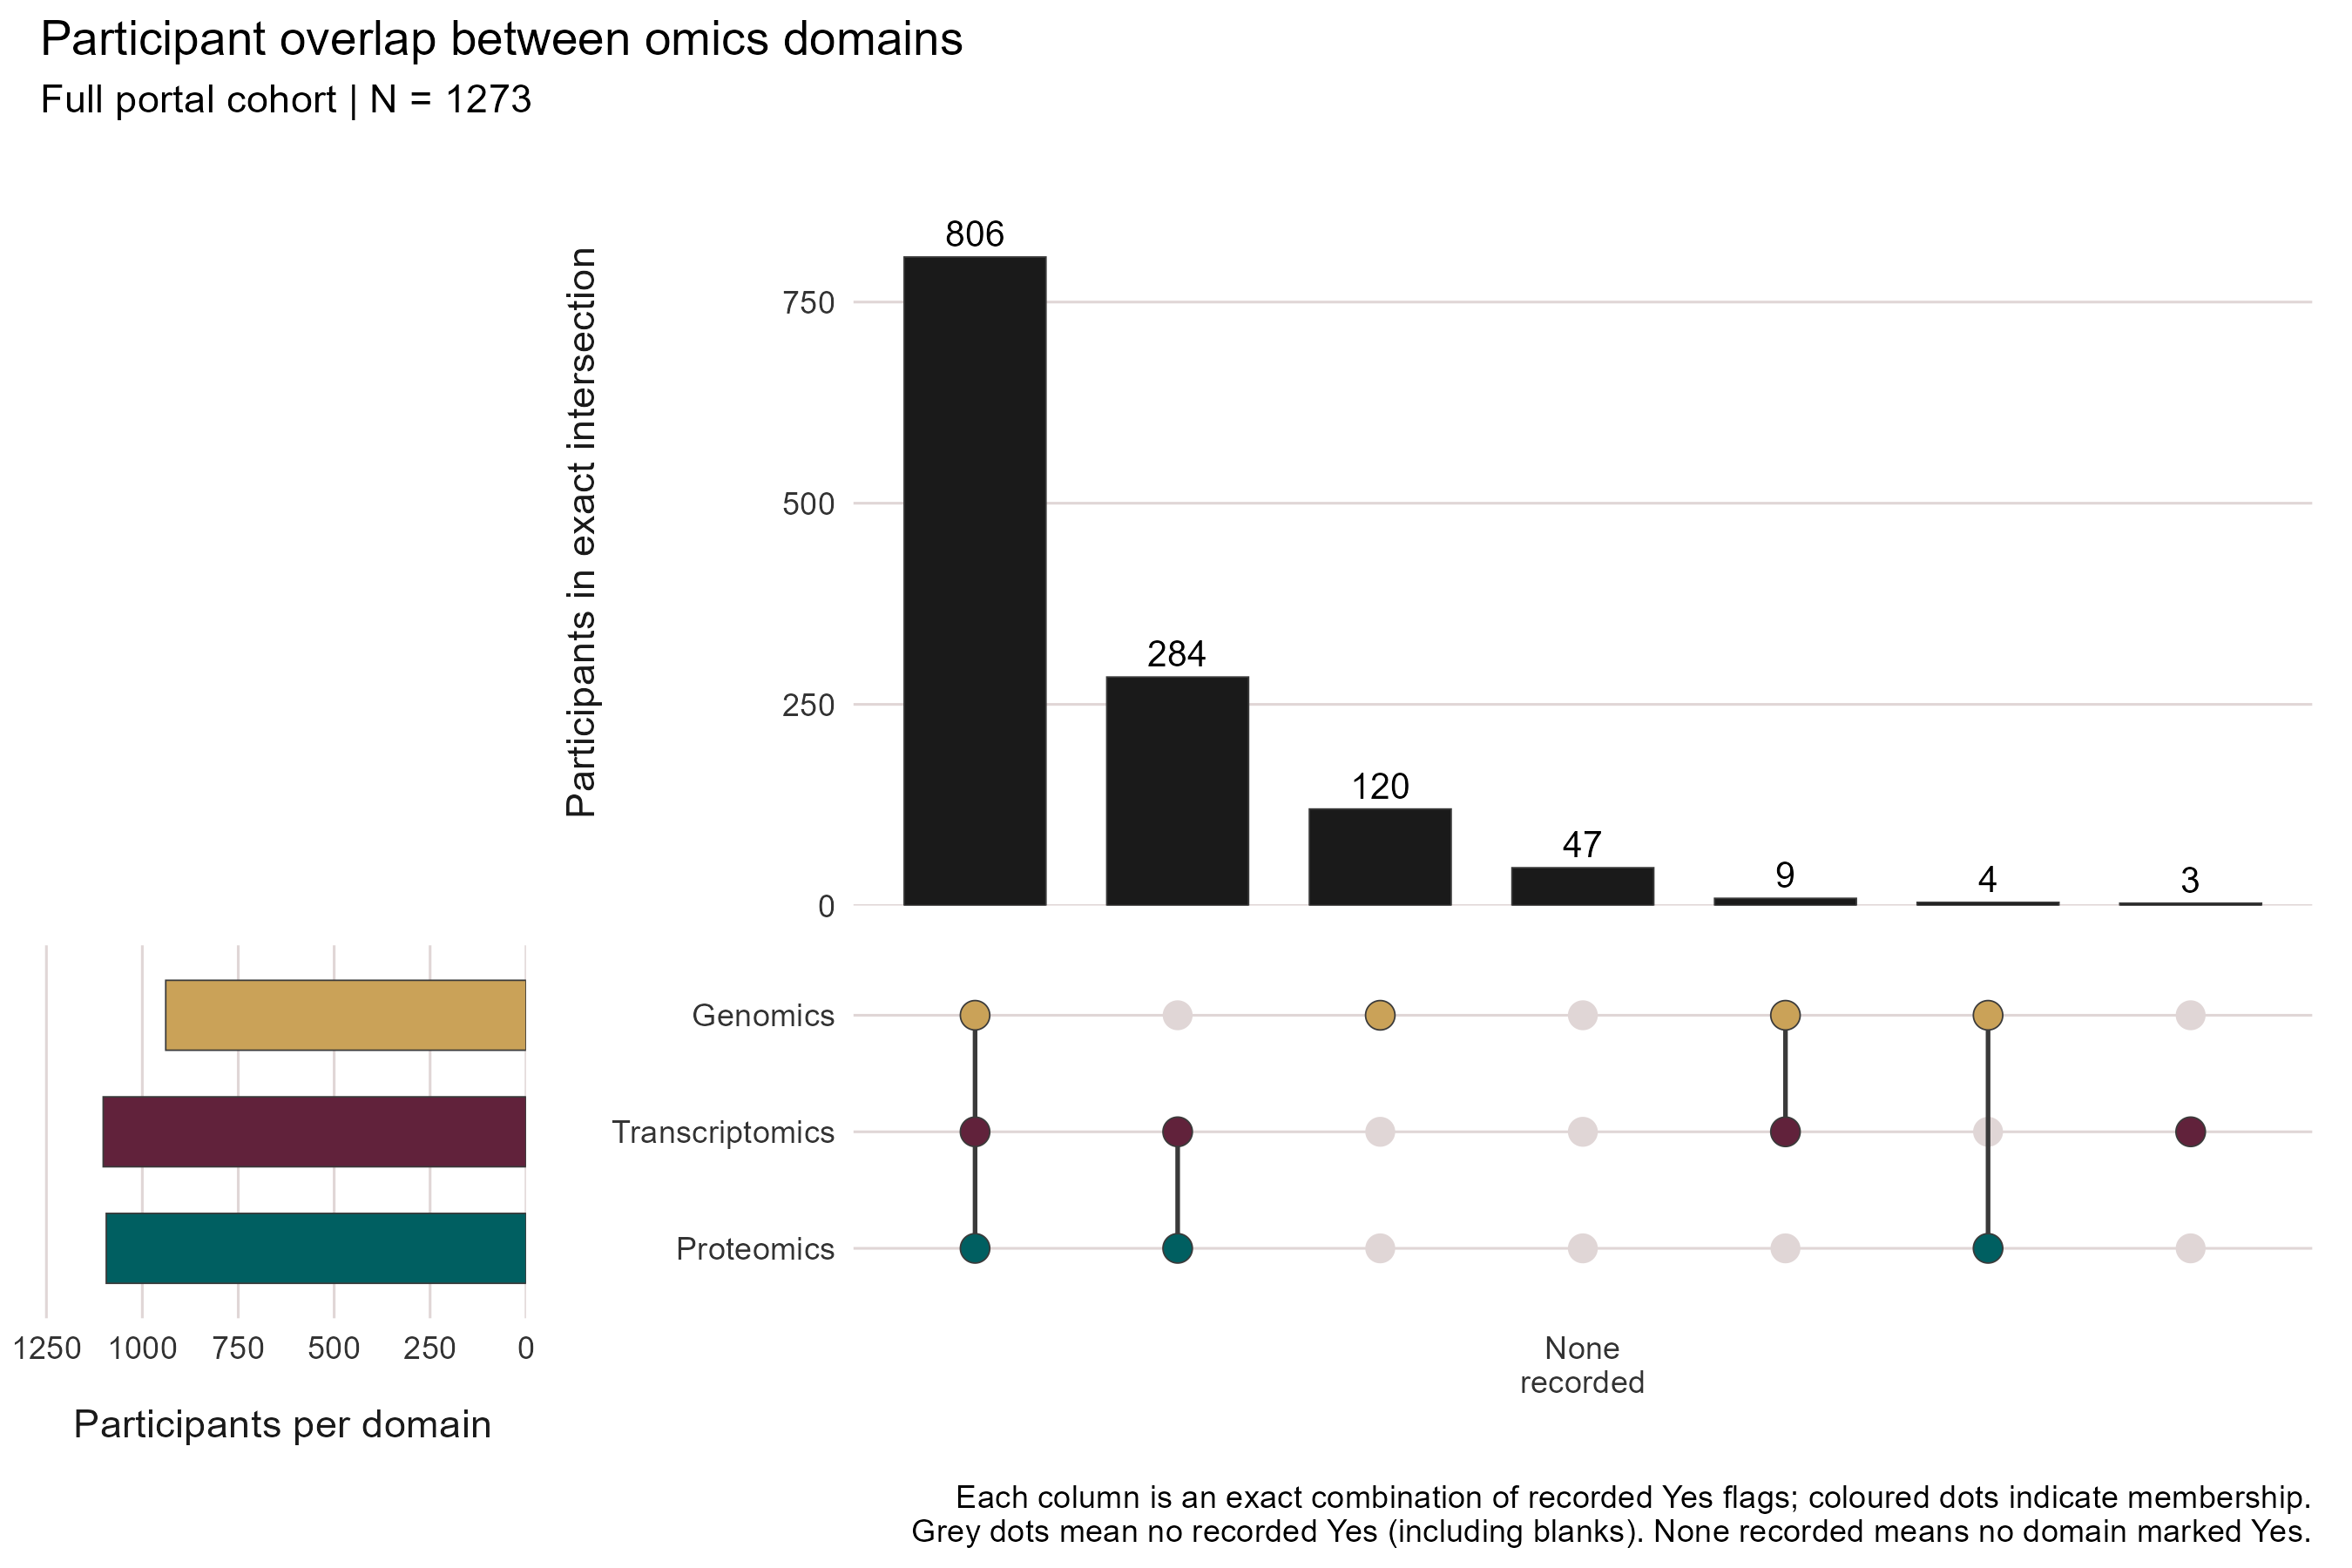 Participant overlap between omics domains
Full portal cohort | N = 1273
Participants in exact intersection
750
500
250
0
806
284
120
47
9
4
3
Genomics
Transcriptomics
Proteomics
1250 1000 750 500 250 0
Participants per domain
None
recorded
Each column is an exact combination of recorded Yes flags; coloured dots indicate membership.
Grey dots mean no recorded Yes (including blanks). None recorded means no domain marked Yes.